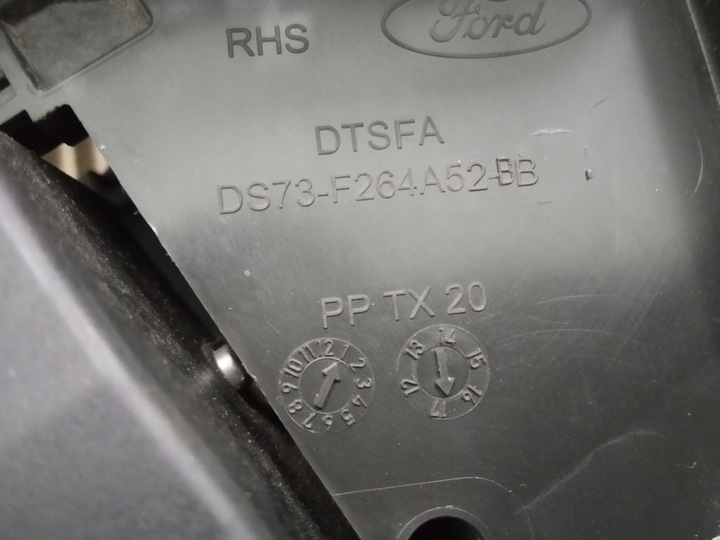 RHS
Ford
DTSFA
DS73-F264A52-BB
PP TX 20
1 2 3 4 5 6 7 8 9 10 11 12
12 13 14 15 16 17